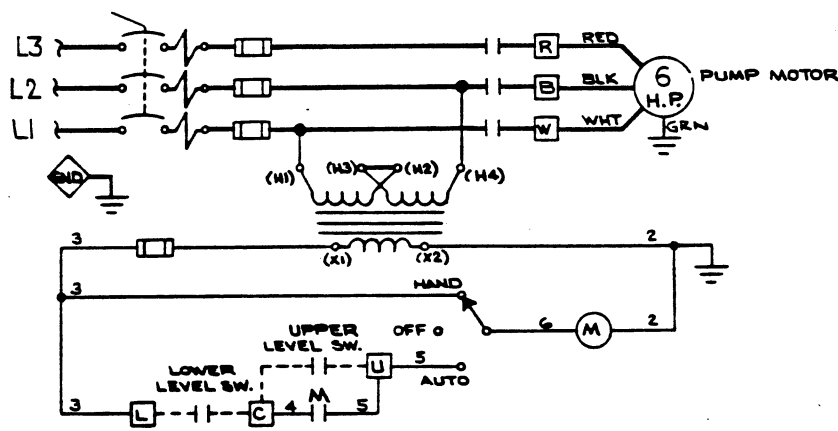 L3
R
RED
L2
B
BLK
6
H.P.
PUMP MOTOR
L1
W
WHT
GRN
(H1)
(H3)
(H2)
(H4)
GND
3
(X1)
(X2)
2
3
HAND
6
M
2
OFF
UPPER
LEVEL SW.
U
5
AUTO
LOWER
LEVEL SW.
3
L
C
4
M
5